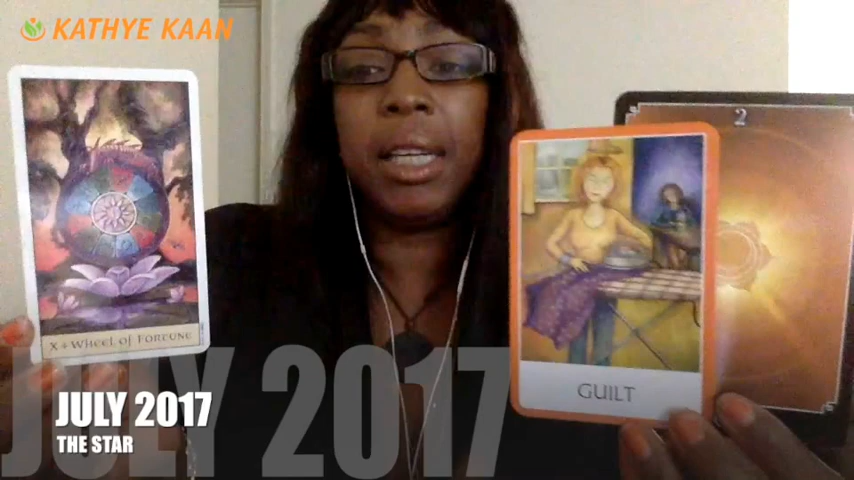 KATHYE KAAN
2
X Wheel of Fortune
GUILT
JULY 2017
JULY 2017
THE STAR